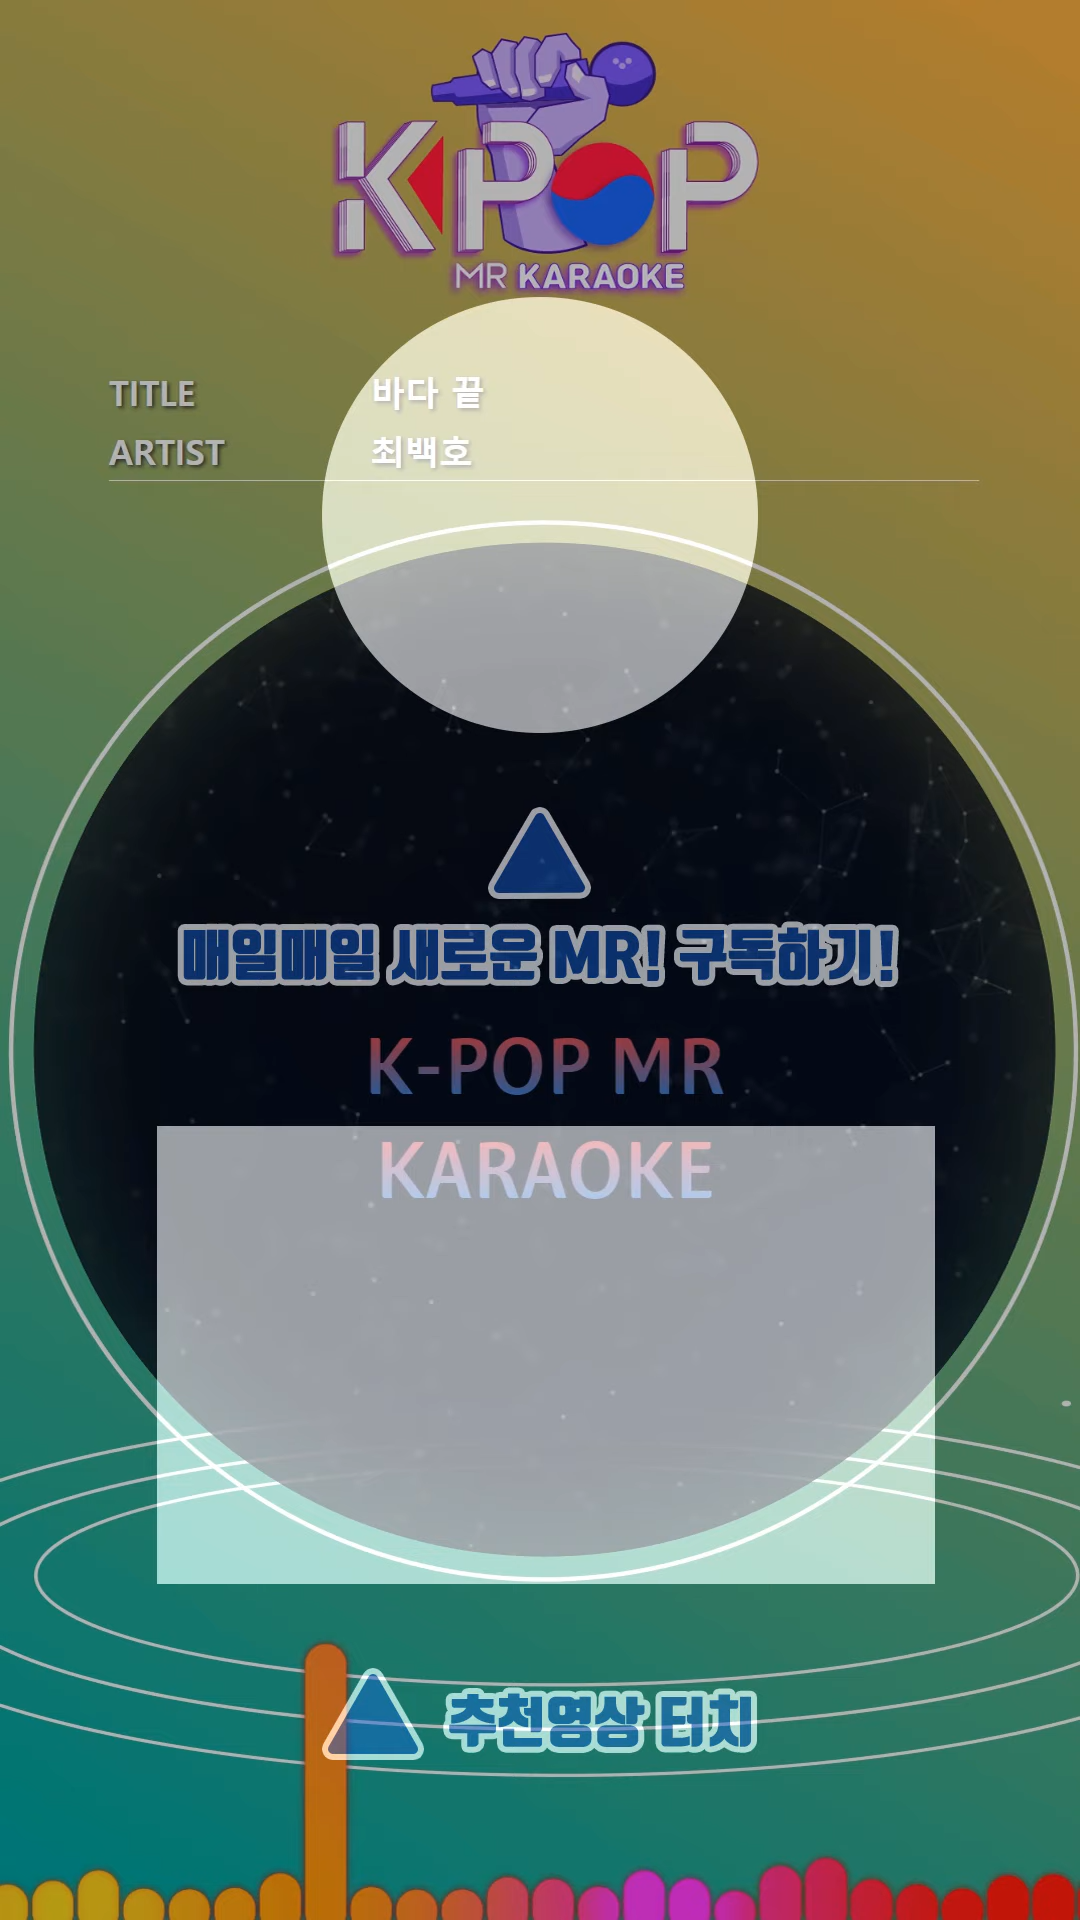 KPOP
MR KARAOKE
TITLE 바다 끝
ARTIST 최백호
매일매일 새로운 MR! 구독하기!
K-POP MR
KARAOKE
추천영상 터치